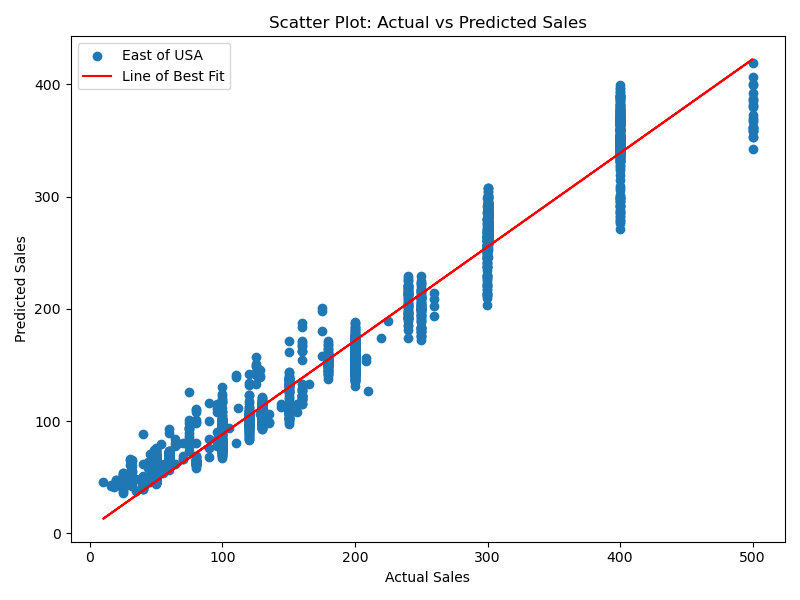 Scatter Plot: Actual vs Predicted Sales
East of USA
Line of Best Fit
Predicted Sales
400
300
200
100
0
0 100 200 300 400 500
Actual Sales